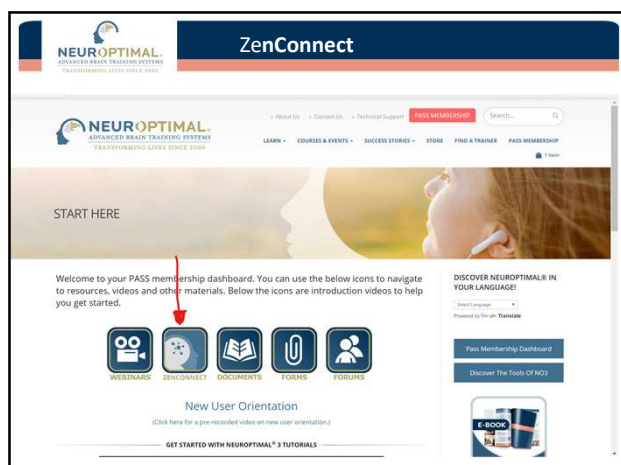 NEUROPTIMAL®
ADVANCED BRAIN TRAINING SYSTEMS
TRANSFORMING LIVES SINCE 2000
ZenConnect
About Us Contact Us Technical Support PASS MEMBERSHIP Search...
NEUROPTIMAL®
ADVANCED BRAIN TRAINING SYSTEMS
TRANSFORMING LIVES SINCE 2000
LEARN COURSES & EVENTS SUCCESS STORIES STORE FIND A TRAINER PASS MEMBERSHIP
1 Item
START HERE
Welcome to your PASS membership dashboard. You can use the below icons to navigate
to resources, videos and other materials. Below the icons are introduction videos to help
you get started.
WEBINARS ZENCONNECT DOCUMENTS FORMS FORUMS
New User Orientation
(Click here for a pre-recorded video on new user orientation.)
GET STARTED WITH NEUROPTIMAL® 3 TUTORIALS
DISCOVER NEUROPTIMAL® IN
YOUR LANGUAGE!
Select Language
Powered by Google Translate
Pass Membership Dashboard
Discover The Tools Of NO3
E-BOOK